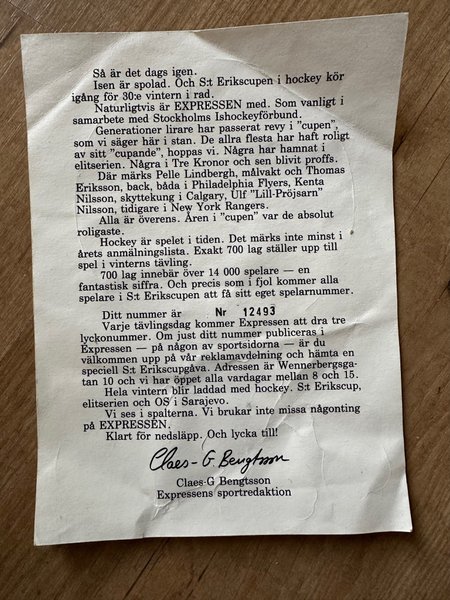 Så är det dags igen.
Isen är spolad. Och S:t Erikscupen i hockey kör
igång för 30:e vintern i rad.
Naturligtvis är EXPRESSEN med. Som vanligt i
samarbete med Stockholms Ishockeyförbund.
Generationer lirare har passerat revy i "cupen",
som vi säger här i stan. De allra flesta har haft roligt
av sitt "cupande", hoppas vi. Några har hamnat i
elitserien. Några i Tre Kronor och sen blivit proffs.
Där märks Pelle Lindbergh, målvakt och Thomas
Eriksson, back, båda i Philadelphia Flyers, Kenta
Nilsson, skyttekung i Calgary, Ulf "Lill-Pröjsarn"
Nilsson, tidigare i New York Rangers.
Alla är överens. Åren i "cupen" var de absolut
roligaste.
Hockey är spelet i tiden. Det märks inte minst i
årets anmälningslista. Exakt 700 lag ställer upp till
spel i vinterns tävling.
700 lag innebär över 14 000 spelare — en
fantastisk siffra. Och precis som i fjol kommer alla
spelare i S:t Erikscupen att få sitt eget spelarnummer.
Ditt nummer är Nr 12493
Varje tävlingsdag kommer Expressen att dra tre
lyckonummer. Om just ditt nummer publiceras i
Expressen — på någon av sportsidorna — är du
välkommen upp på vår reklamavdelning och hämta en
speciell S:t Erikscupgåva. Adressen är Wennerbergsga-
tan 10 och vi har öppet alla vardagar mellan 8 och 15.
Hela vintern blir laddad med hockey. S:t Erikscup,
elitserien och OS i Sarajevo.
Vi ses i spalterna. Vi brukar inte missa någonting
på EXPRESSEN.
Klart för nedsläpp. Och lycka till!
Claes-G. Bengtsson
Claes-G Bengtsson
Expressens sportredaktion